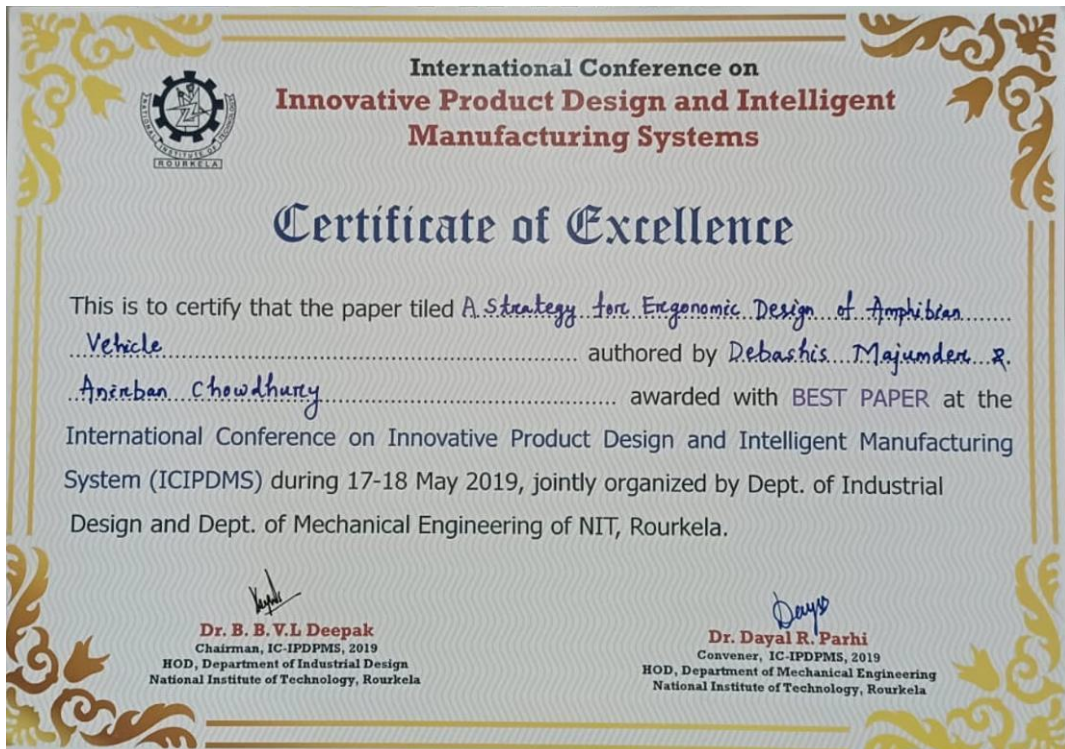 International Conference on
Innovative Product Design and Intelligent
Manufacturing Systems
NATIONAL INSTITUTE OF TECHNOLOGY
ROURKELA
Certificate of Excellence
This is to certify that the paper tiled A Strategy for Ergonomic Design of Amphibian
Vehicle authored by Debashis Majumder &
Anirban Chowdhury awarded with BEST PAPER at the
International Conference on Innovative Product Design and Intelligent Manufacturing
System (ICIPDMS) during 17-18 May 2019, jointly organized by Dept. of Industrial
Design and Dept. of Mechanical Engineering of NIT, Rourkela.
Dr. B. B.V.L Deepak
Chairman, IC-IPDPMS, 2019
HOD, Department of Industrial Design
National Institute of Technology, Rourkela
Dr. Dayal R. Parhi
Convener, IC-IPDPMS, 2019
HOD, Department of Mechanical Engineering
National Institute of Technology, Rourkela